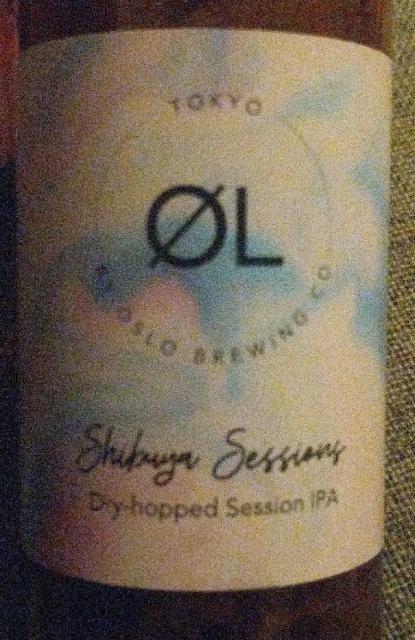 TOKYO
ØL
& OSLO BREWING CO
Shibuya Sessions
Dry-hopped Session IPA